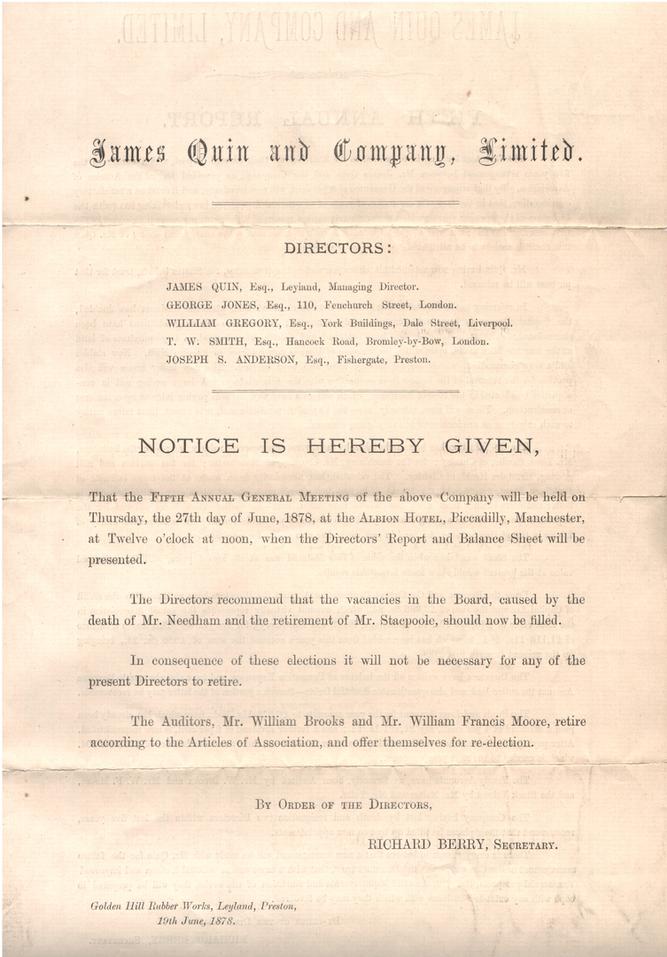 James Quin and Company, Limited.
DIRECTORS:
JAMES QUIN, Esq., Leyland, Managing Director.
GEORGE JONES, Esq., 110, Fenchurch Street, London.
WILLIAM GREGORY, Esq., York Buildings, Dale Street, Liverpool.
T. W. SMITH, Esq., Hancock Road, Bromley-by-Bow, London.
JOSEPH S. ANDERSON, Esq., Fishergate, Preston.
NOTICE IS HEREBY GIVEN,
That the FIFTH ANNUAL GENERAL MEETING of the above Company will be held on
Thursday, the 27th day of June, 1878, at the ALBION HOTEL, Piccadilly, Manchester,
at Twelve o'clock at noon, when the Directors' Report and Balance Sheet will be
presented.
The Directors recommend that the vacancies in the Board, caused by the
death of Mr. Needham and the retirement of Mr. Stacpoole, should now be filled.
In consequence of these elections it will not be necessary for any of the
present Directors to retire.
The Auditors, Mr. William Brooks and Mr. William Francis Moore, retire
according to the Articles of Association, and offer themselves for re-election.
BY ORDER OF THE DIRECTORS,
RICHARD BERRY, SECRETARY.
Golden Hill Rubber Works, Leyland, Preston,
19th June, 1878.